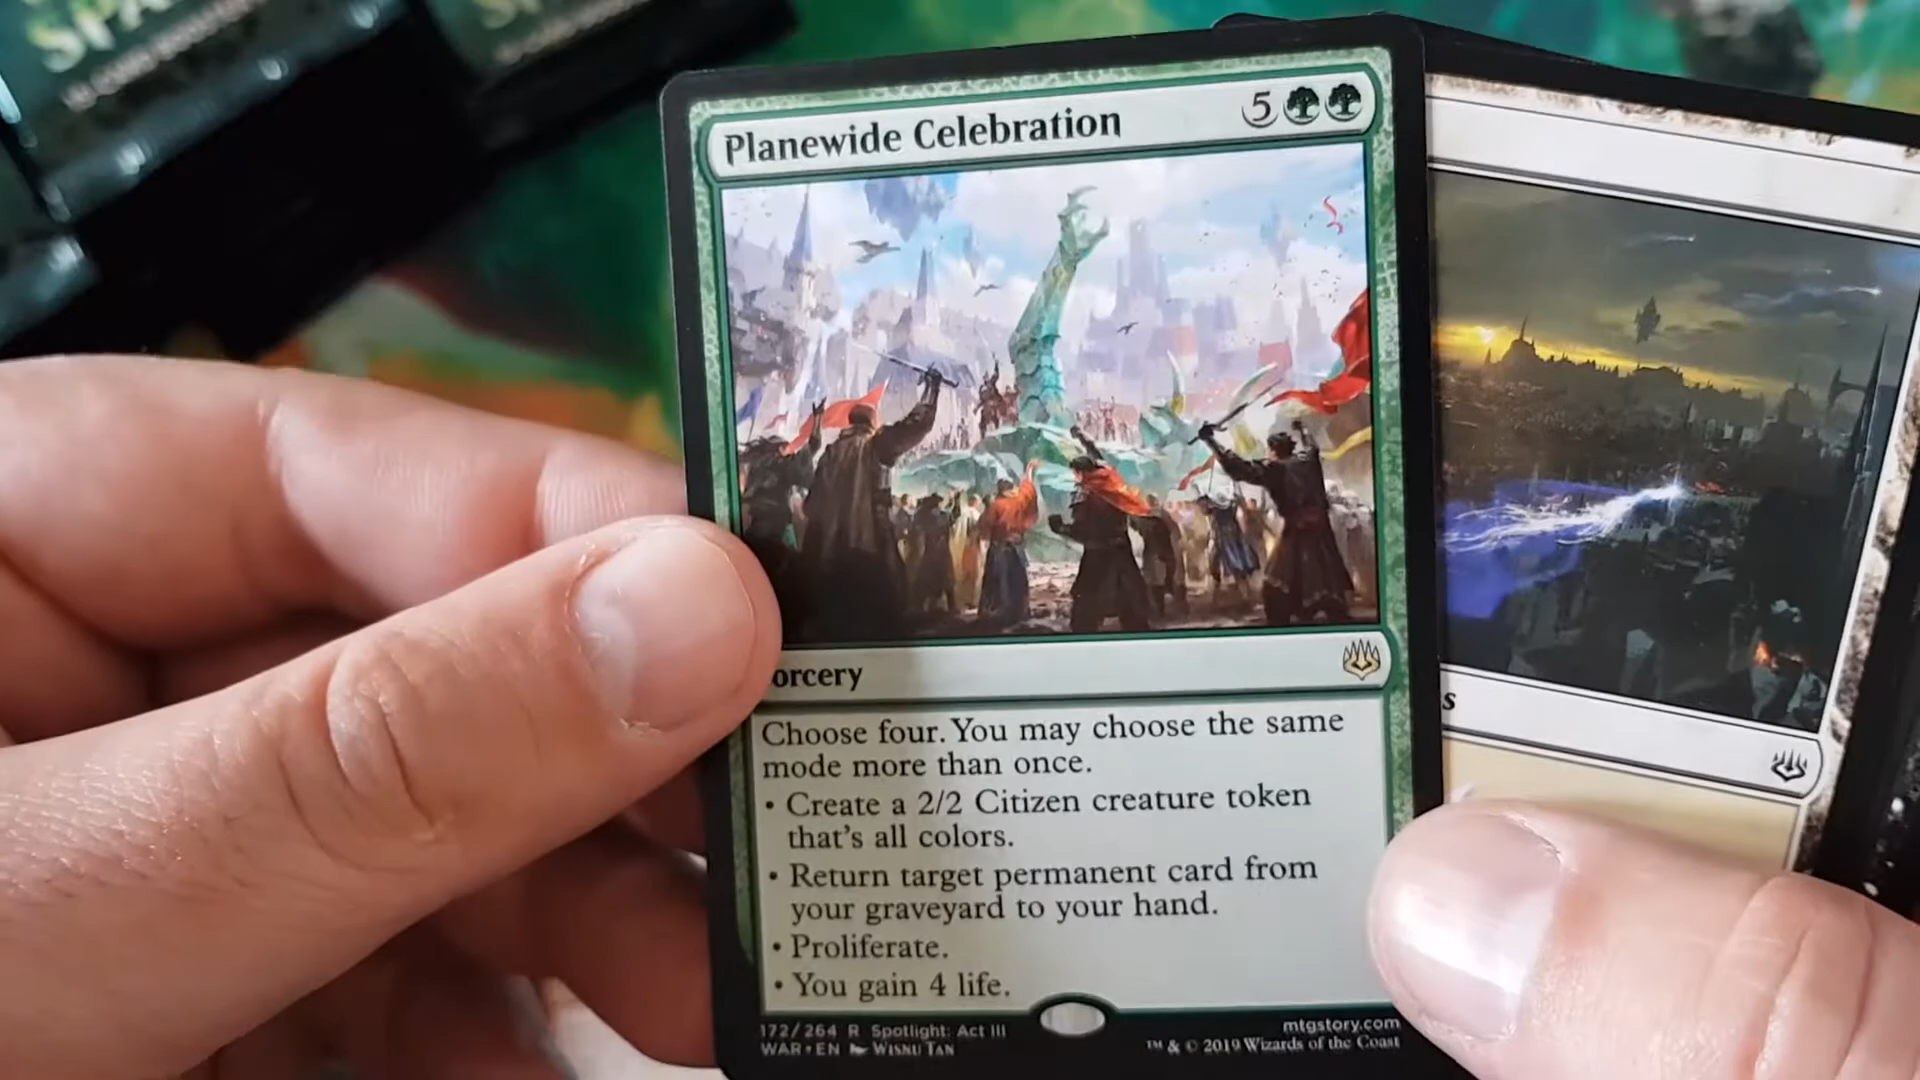 SPA
Planewide Celebration 5
orcery
Choose four. You may choose the same
mode more than once.
• Create a 2/2 Citizen creature token
that's all colors.
• Return target permanent card from
your graveyard to your hand.
• Proliferate.
• You gain 4 life.
172/264 R Spotlight: Act III
WAR • EN Wisnu Tan
mtgstory.com
™ & © 2019 Wizards of the Coast
s